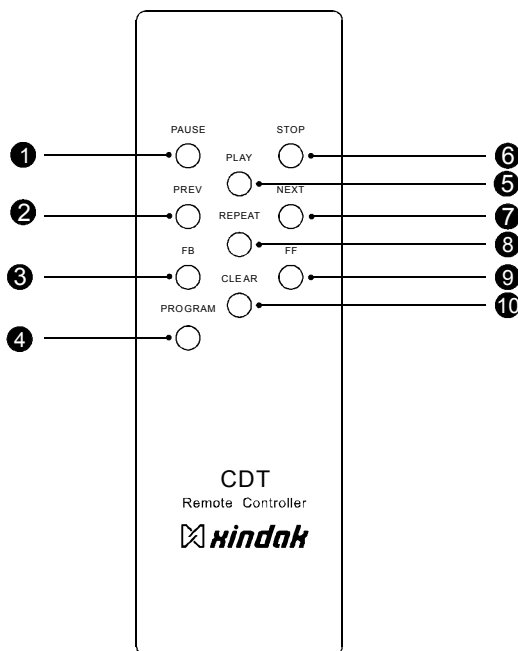 PAUSE STOP
1 PLAY 6
PREV NEXT 5
2 REPEAT 7
8
FB CLEAR FF
3 9
PROGRAM 10
4
CDT
Remote Controller
xindak